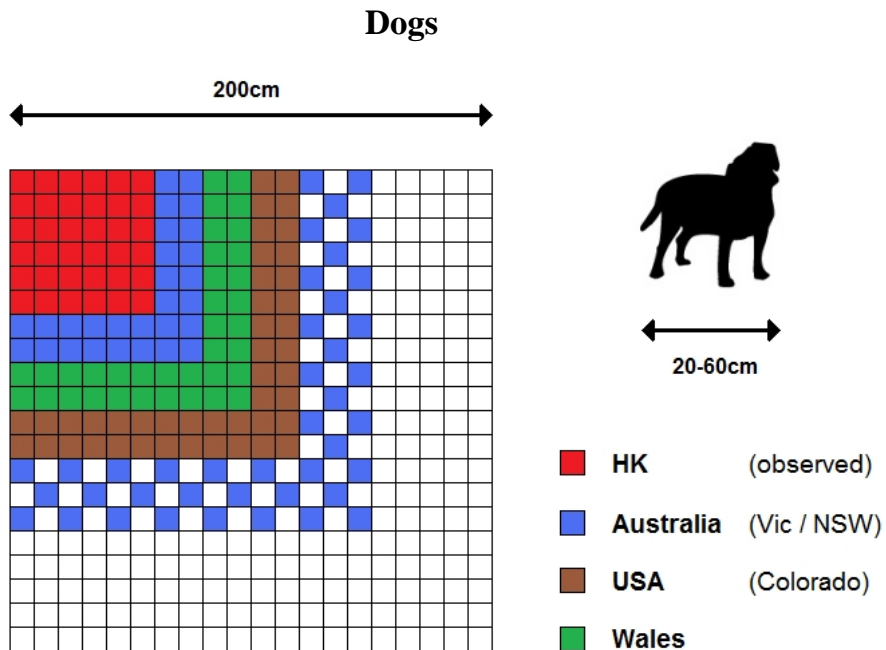 Dogs
200cm
20-60cm
HK (observed)
Australia (Vic / NSW)
USA (Colorado)
Wales